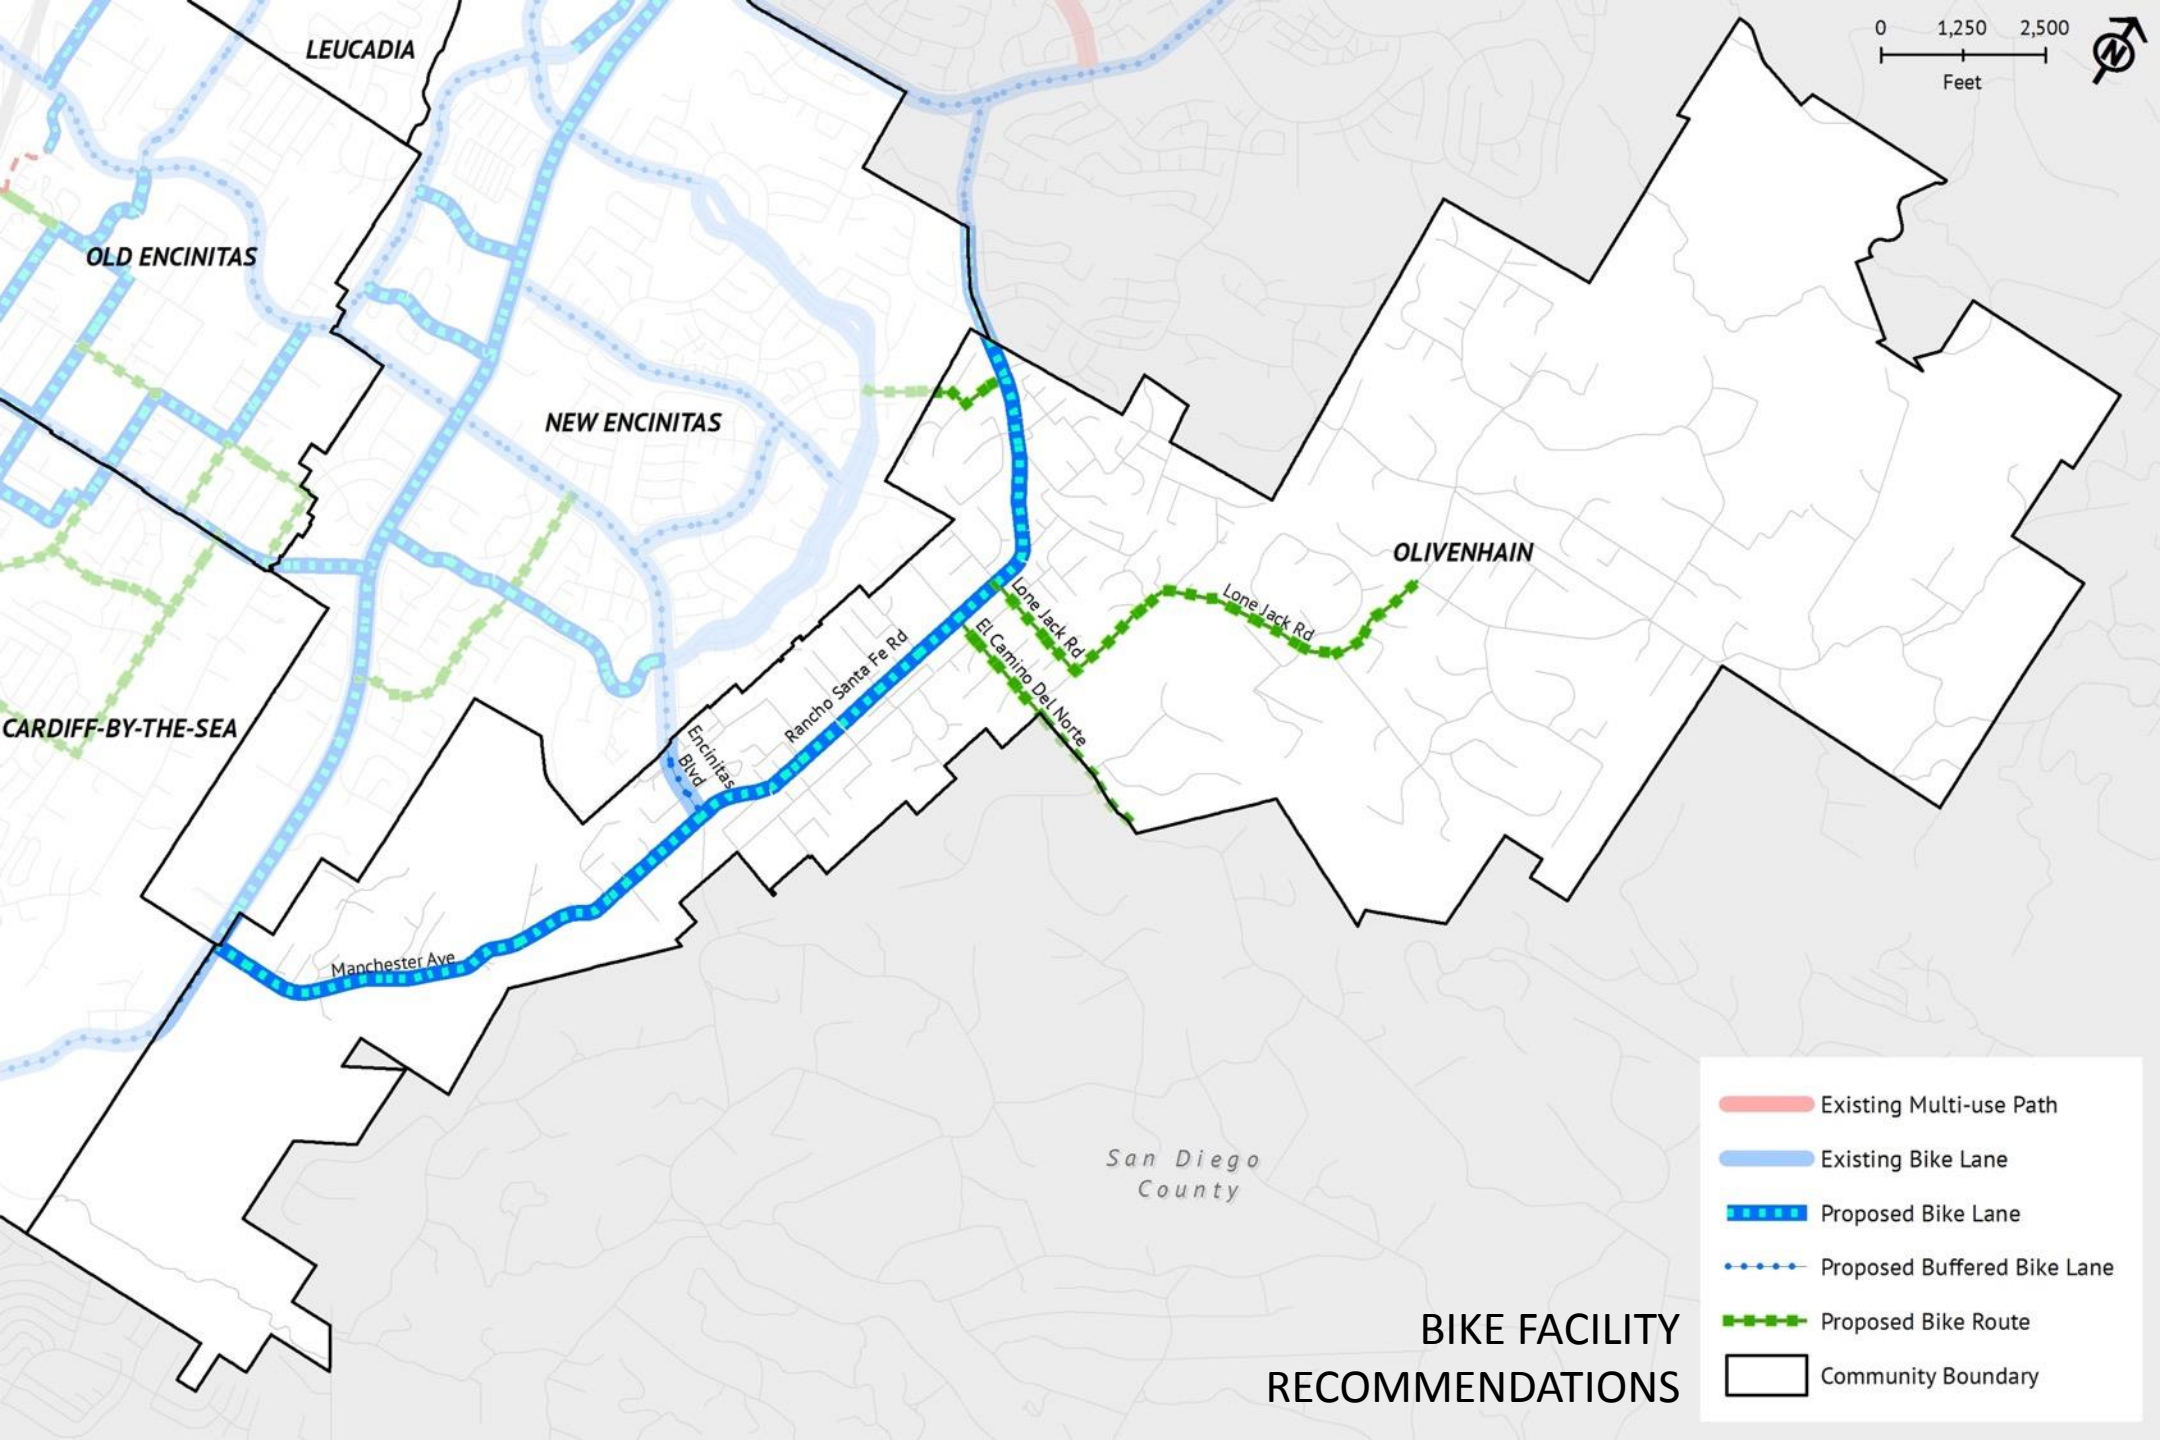 LEUCADIA
0 1,250 2,500
Feet
N
OLD ENCINITAS
NEW ENCINITAS
OLIVENHAIN
Lone Jack Rd
Lone Jack Rd
El Camino Del Norte
Rancho Santa Fe Rd
Encinitas
Blvd
CARDIFF-BY-THE-SEA
Manchester Ave
San Diego
County
BIKE FACILITY
RECOMMENDATIONS
Existing Multi-use Path
Existing Bike Lane
Proposed Bike Lane
Proposed Buffered Bike Lane
Proposed Bike Route
Community Boundary